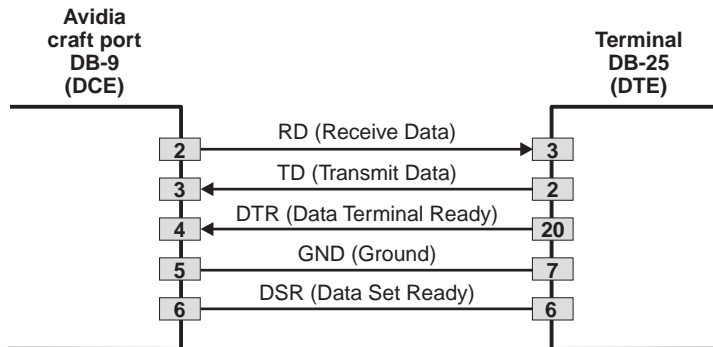 Avidia
craft port
DB-9
(DCE)
Terminal
DB-25
(DTE)
RD (Receive Data)
2
3
TD (Transmit Data)
3
2
DTR (Data Terminal Ready)
4
20
GND (Ground)
5
7
DSR (Data Set Ready)
6
6